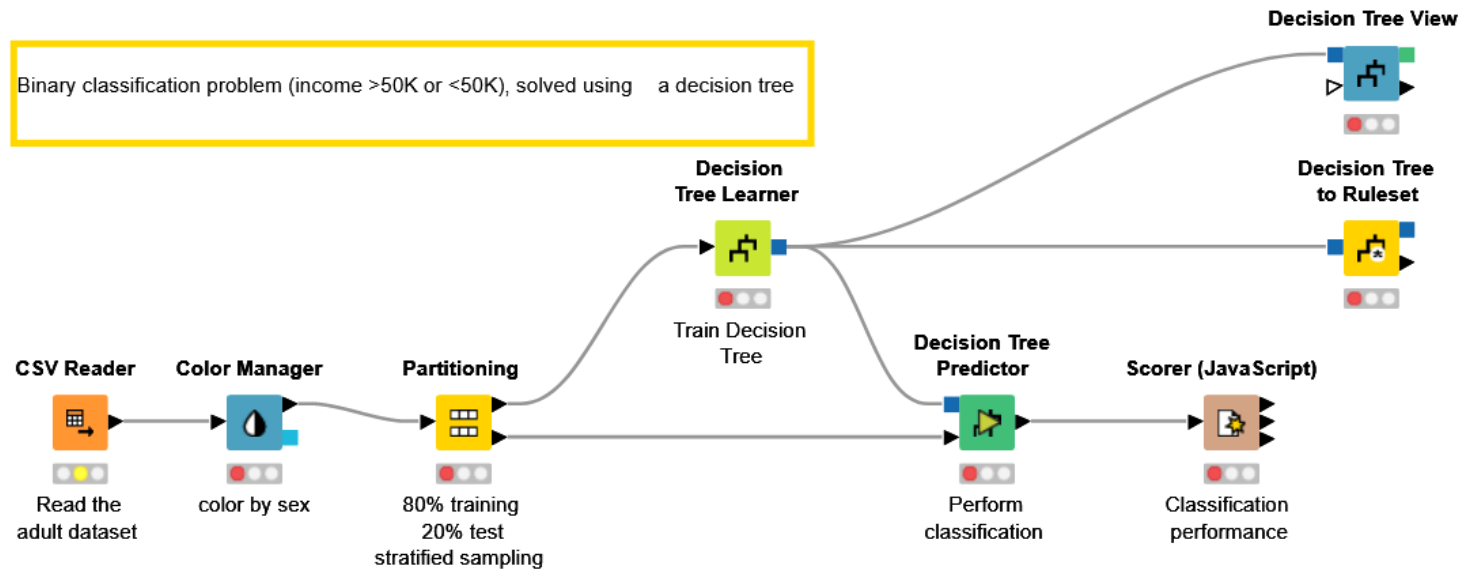 Decision Tree View
Binary classification problem (income >50K or <50K), solved using    a decision tree
Decision
Tree Learner
Decision Tree
to Ruleset
Train Decision
Tree
CSV Reader
Color Manager
Partitioning
Decision Tree
Predictor
Scorer (JavaScript)
Read the
adult dataset
color by sex
80% training
20% test
stratified sampling
Perform
classification
Classification
performance